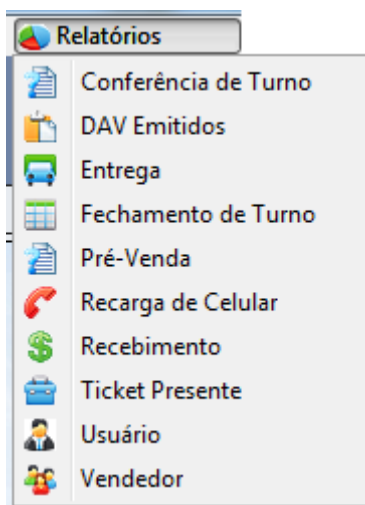 Relatórios
Conferência de Turno
DAV Emitidos
Entrega
Fechamento de Turno
Pré-Venda
Recarga de Celular
Recebimento
Ticket Presente
Usuário
Vendedor